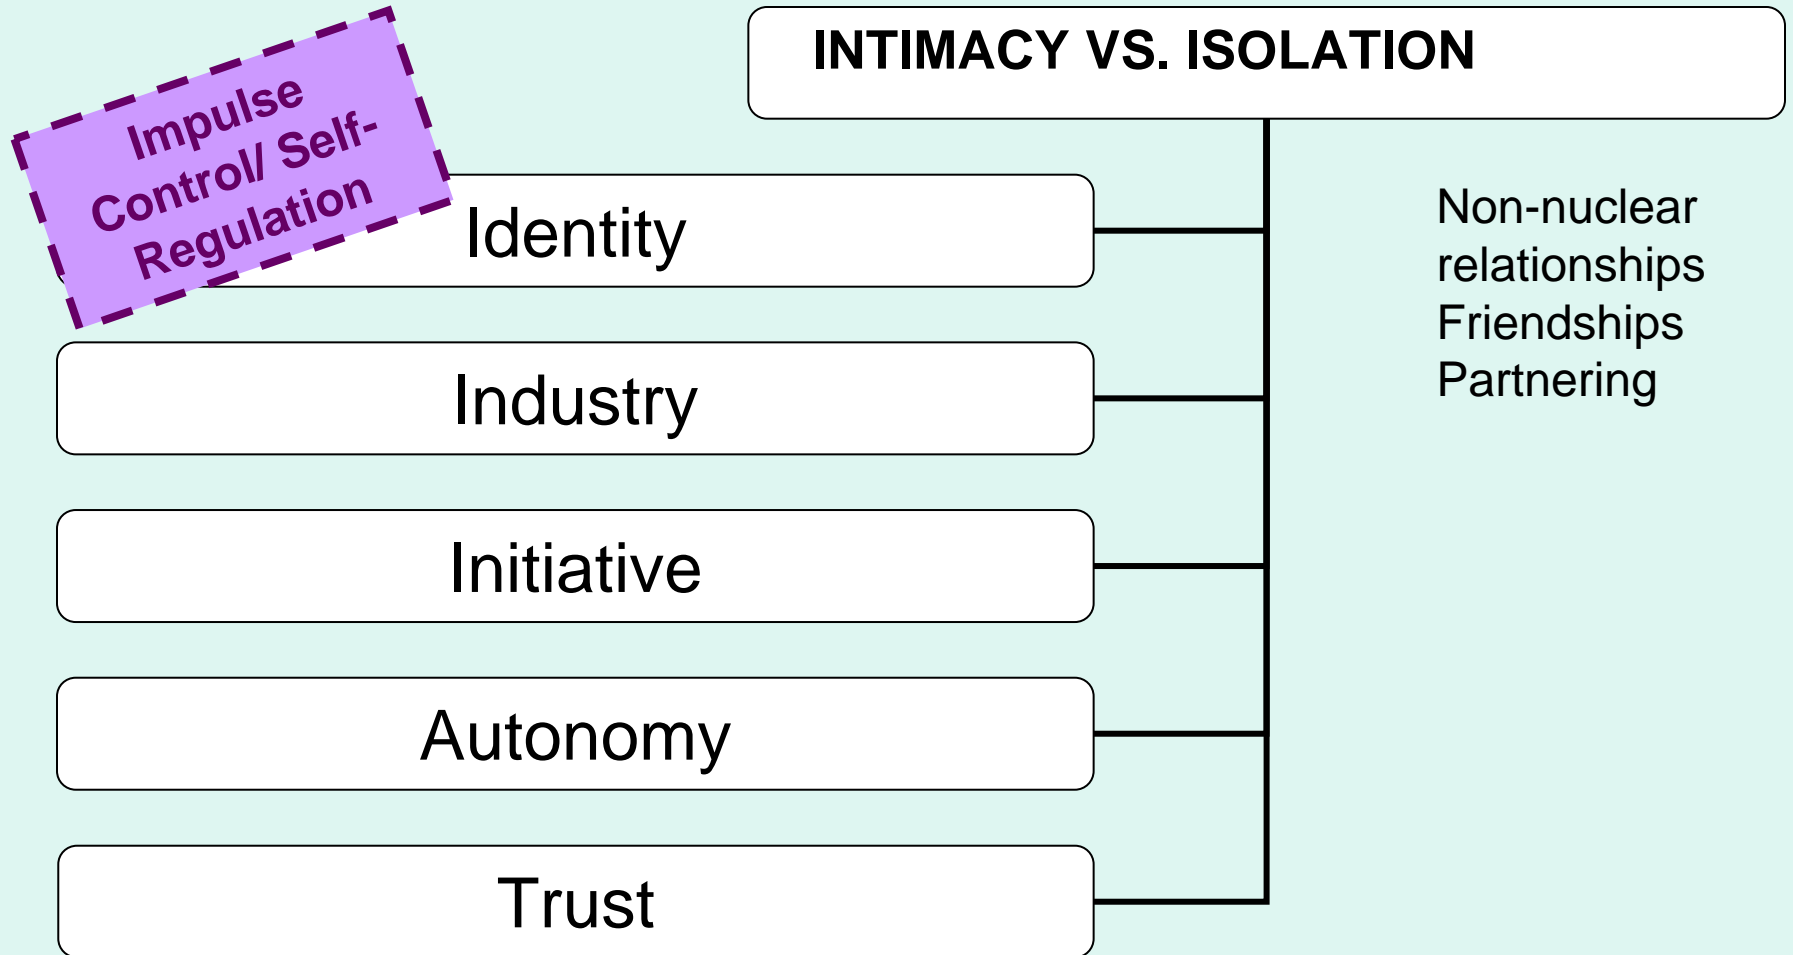 INTIMACY VS. ISOLATION
Impulse
Control/ Self-
Regulation
Identity
Non-nuclear
relationships
Friendships
Partnering
Industry
Initiative
Autonomy
Trust